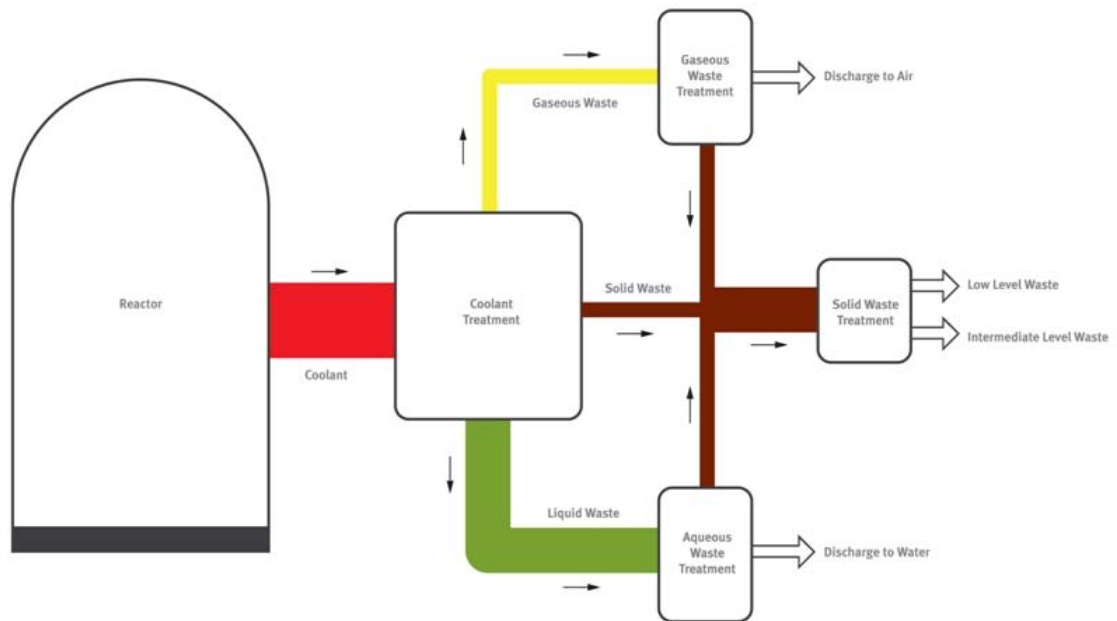 Gaseous
Waste
Treatment
Discharge to Air
Gaseous Waste
Reactor
Coolant
Coolant
Treatment
Solid Waste
Solid Waste
Treatment
Low Level Waste
Intermediate Level Waste
Liquid Waste
Aqueous
Waste
Treatment
Discharge to Water